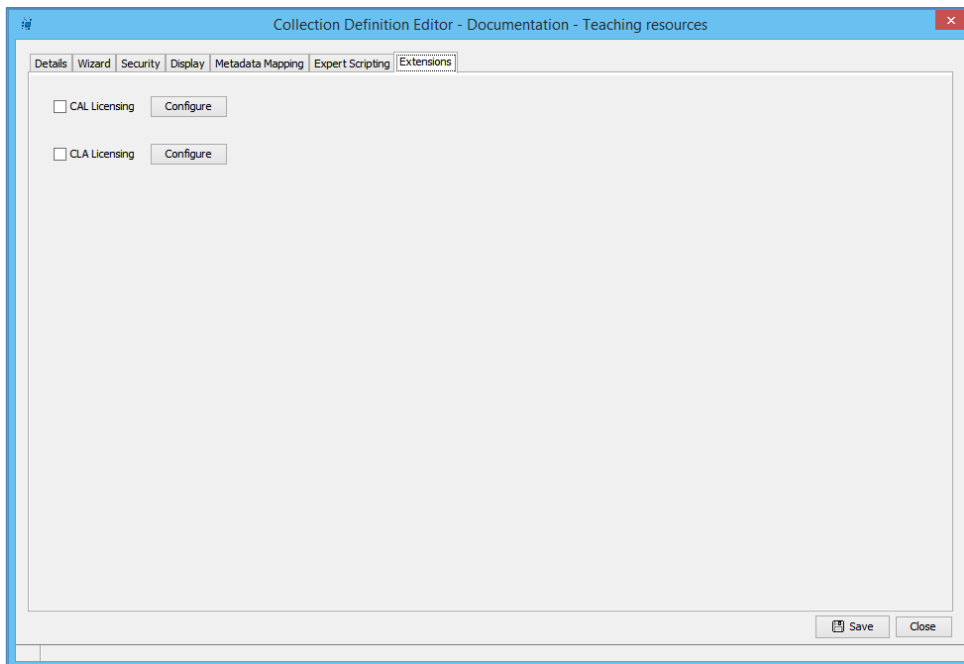 Collection Definition Editor - Documentation - Teaching resources
Details Wizard Security Display Metadata Mapping Expert Scripting Extensions
CAL Licensing Configure
CLA Licensing Configure
Save Close